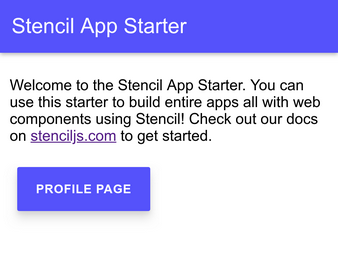 Stencil App Starter
Welcome to the Stencil App Starter. You can
use this starter to build entire apps all with web
components using Stencil! Check out our docs
on stenciljs.com to get started.
PROFILE PAGE